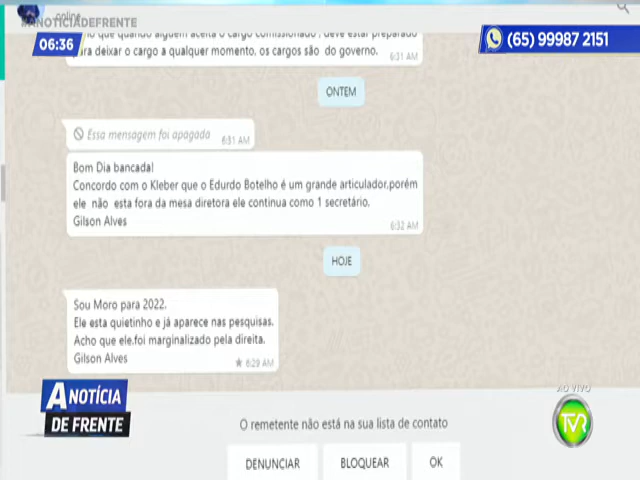 online
#ANOTICIADEFRENTE
06:36
(65) 99987 2151
que quando alguém aceita o cargo comissionado . deve estar preparado
para deixar o cargo a qualquer momento. os cargos são do governo.
6:31 AM
ONTEM
Essa mensagem foi apagada
6:31 AM
Bom Dia bancada!
Concordo com o Kleber que o Edurdo Botelho é um grande articulador,porém
ele não esta fora da mesa diretora ele continua como 1 secretário.
Gilson Alves
6:32 AM
HOJE
Sou Moro para 2022.
Ele esta quietinho e já aparece nas pesquisas.
Acho que ele.foi marginalizado pela direita.
Gilson Alves
★ 6:29 AM
A NOTÍCIA
DE FRENTE
AO VIVO
TVR
O remetente não está na sua lista de contato
DENUNCIAR
BLOQUEAR
OK